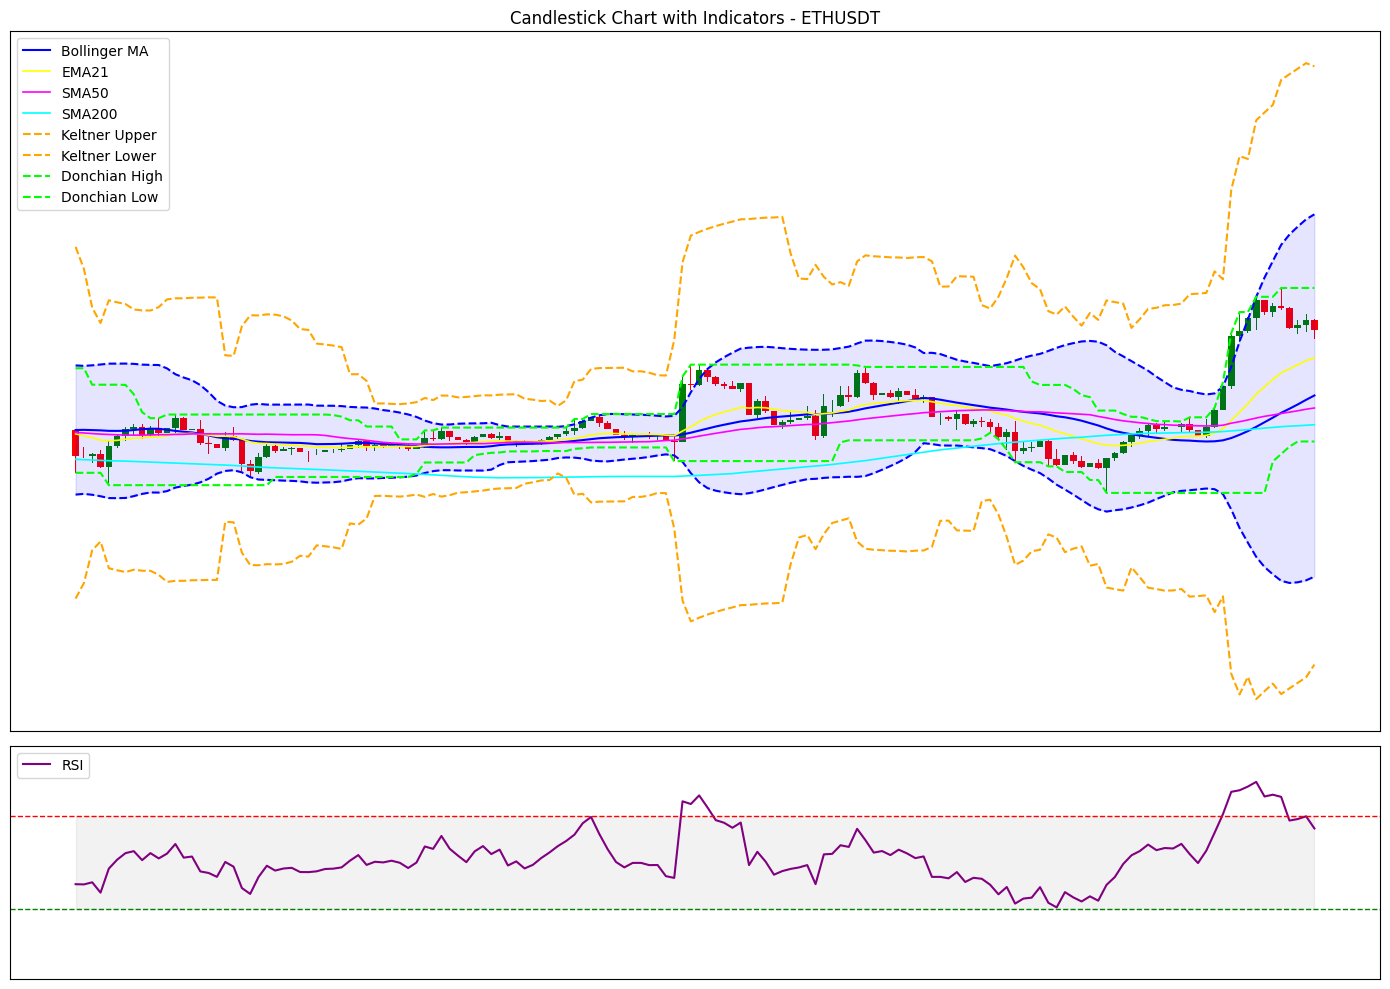 Candlestick Chart with Indicators - ETHUSDT
Bollinger MA
EMA21
SMA50
SMA200
Keltner Upper
Keltner Lower
Donchian High
Donchian Low
RSI